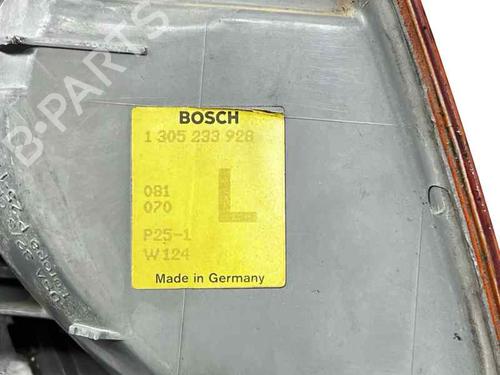 BOSCH
1 305 233 928
081
070
L
P25-1
W124
Made in Germany
B-PARTS